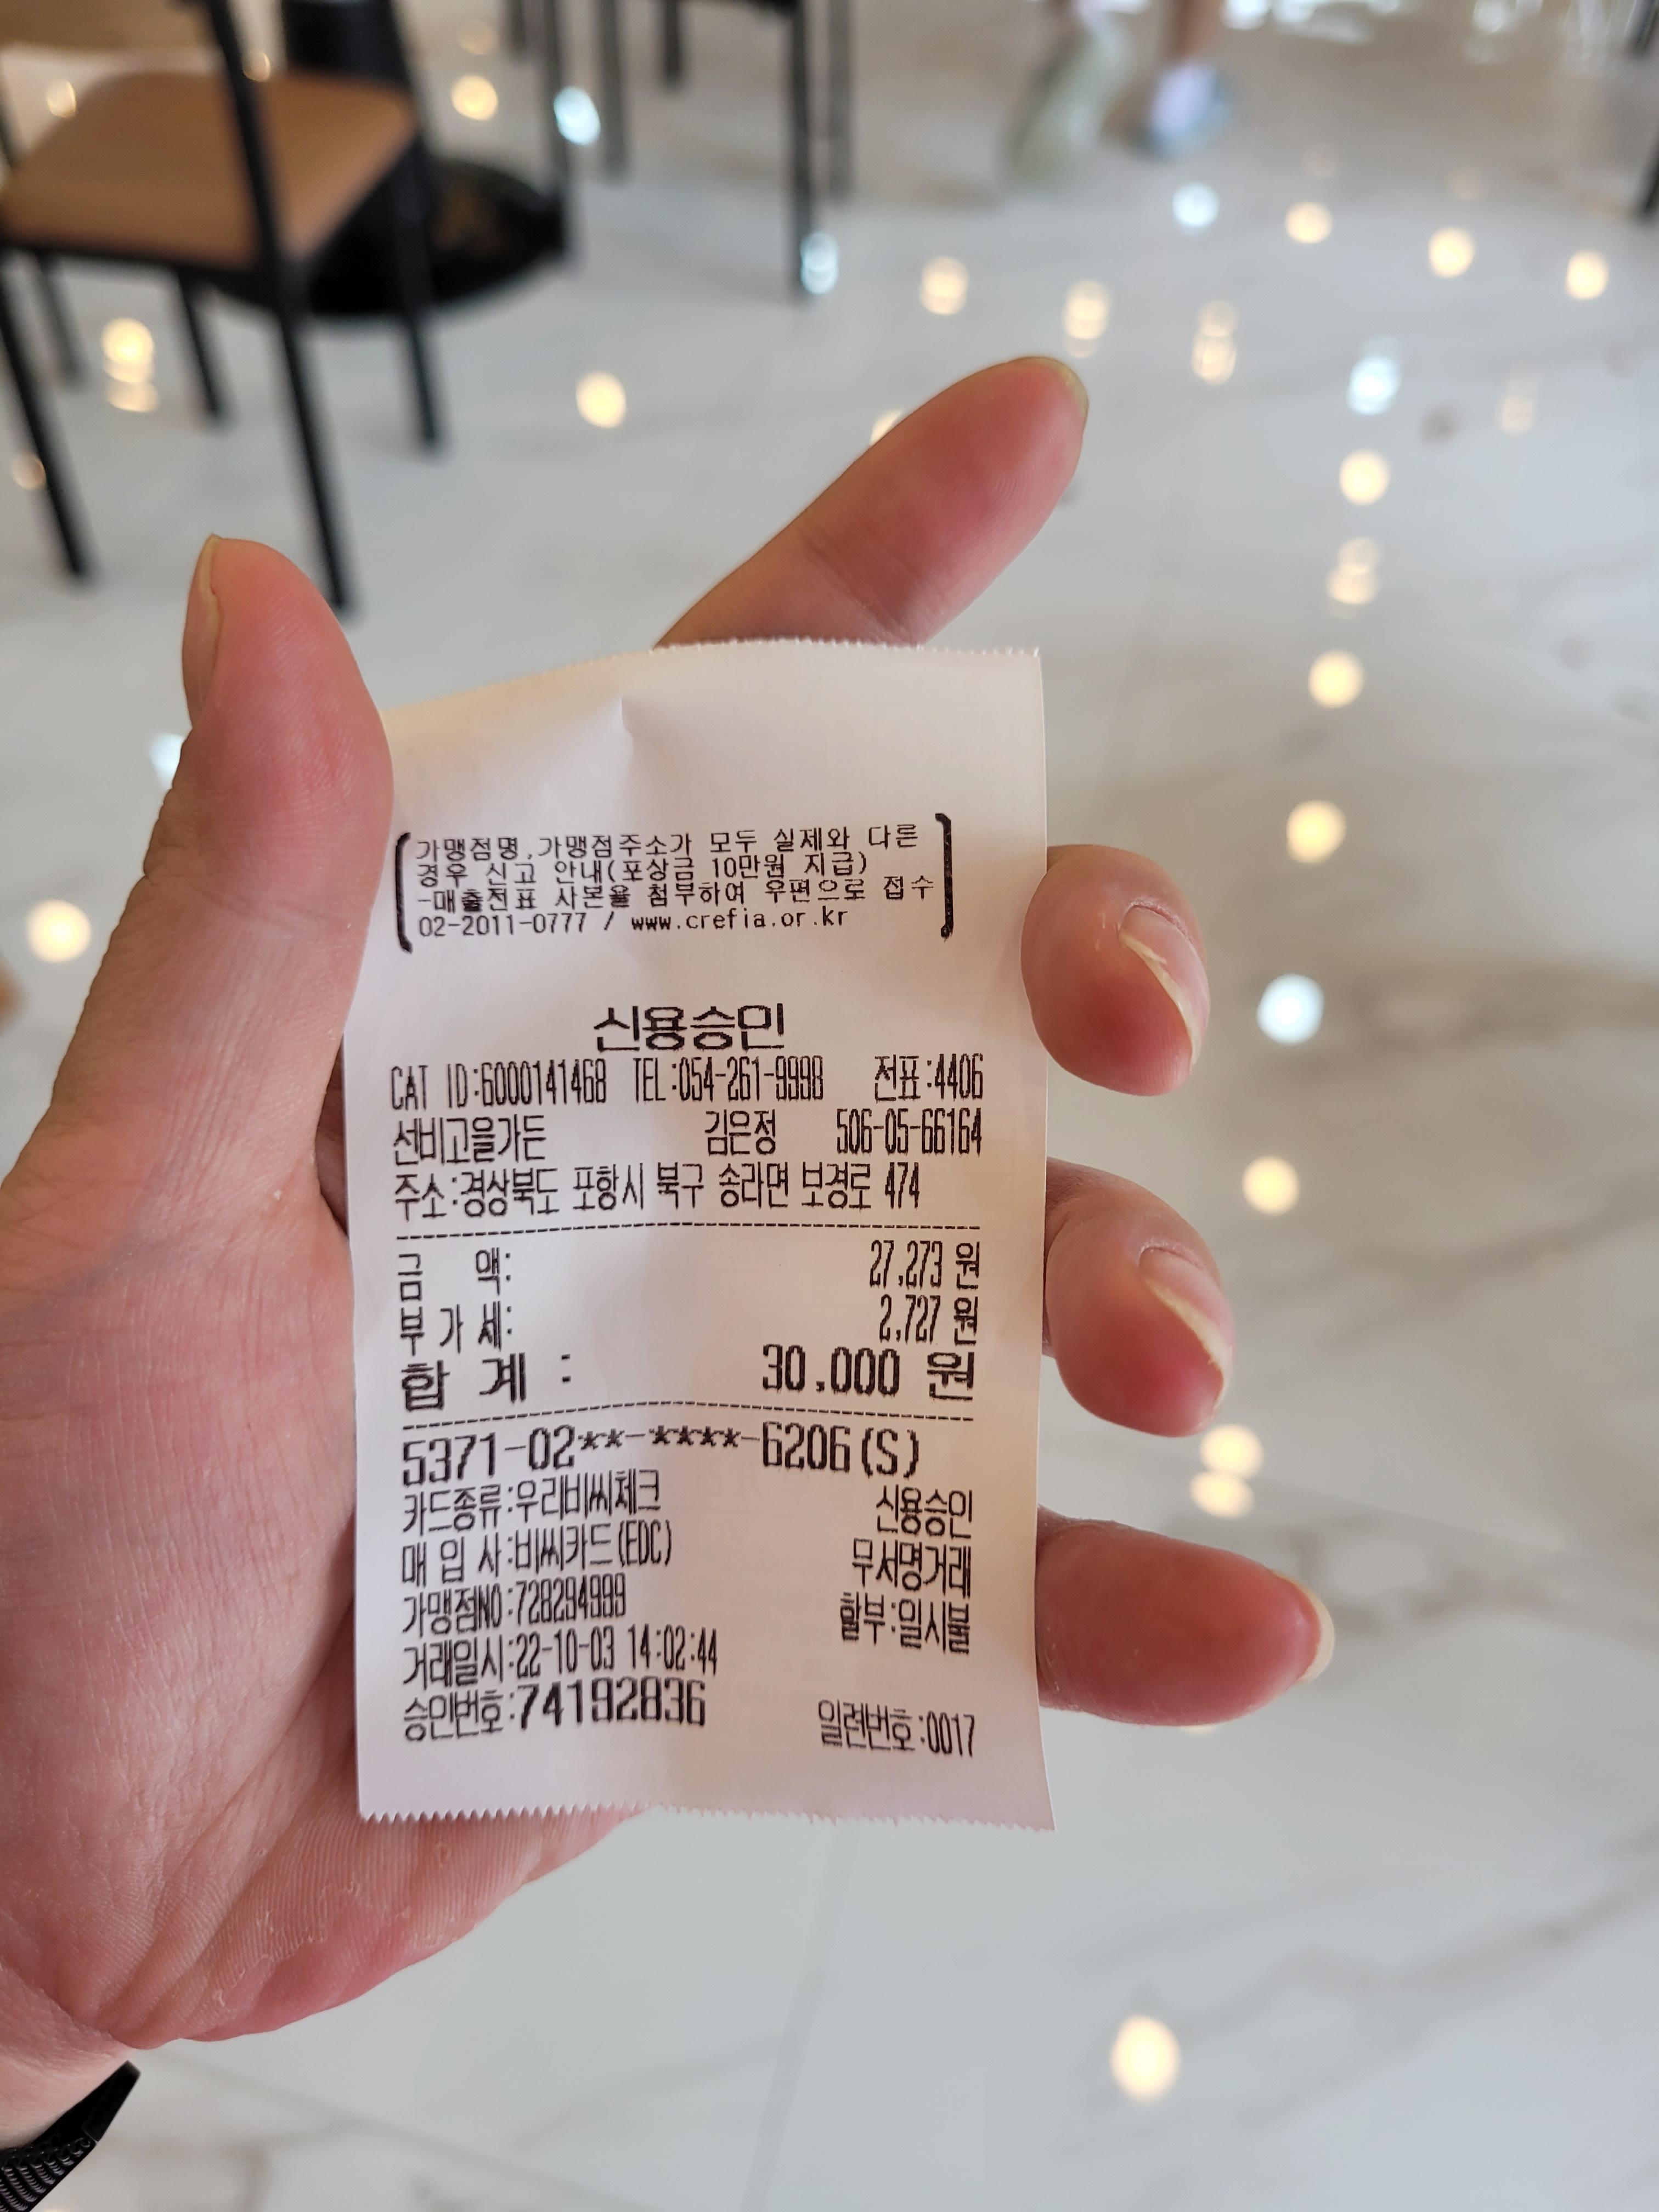 가맹점명,가맹점주소가 모두 실제와 다른
경우 신고 안내(포상금 10만원 지급)
-매출전표 사본을 첨부하여 우편으로 접수
02-2011-0777 / www.crefia.or.kr
신용승인
CAT ID:6000141468 TEL:054-261-9998 전표:4406
선비고을가든 김은정 506-05-66164
주소:경상북도 포항시 북구 송라면 보경로 474
금 액: 27,273 원
부 가 세: 2,727 원
합 계 : 30,000 원
5371-02**-****-6206(S)
카드종류:우리비씨체크 신용승인
매 입 사:비씨카드(EDC) 무서명거래
가맹점NO:728294999 할부:일시불
거래일시:22-10-03 14:02:44
승인번호:74192836 일련번호:0017